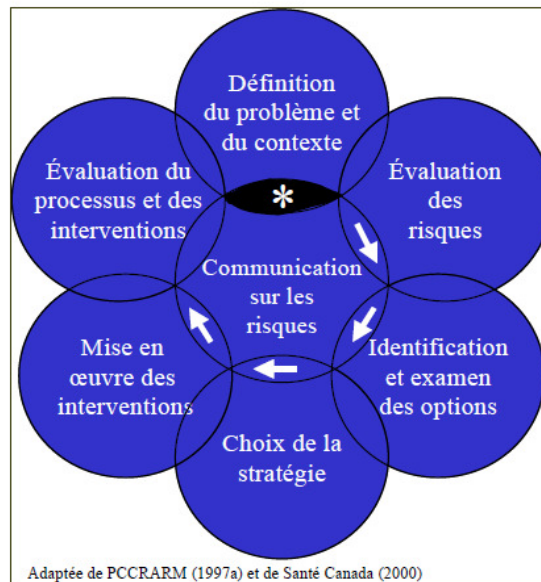 Définition
du problème et
du contexte
Évaluation du
processus et des
interventions
Évaluation
des
risques
*
Communication
sur les
risques
Mise en
œuvre des
interventions
Identification
et examen
des options
Choix de la
stratégie
Adaptée de PCCRARM (1997a) et de Santé Canada (2000)